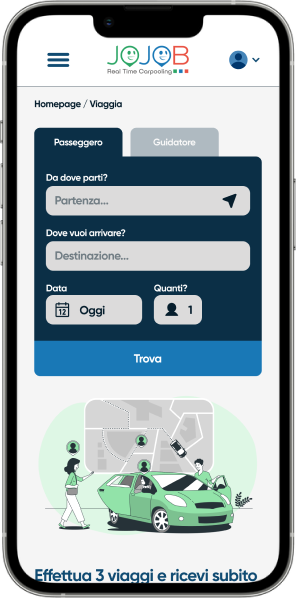 JOJOB
Real Time Carpooling
Homepage / Viaggia
Passeggero Guidatore
Da dove parti?
Partenza...
Dove vuoi arrivare?
Destinazione...
Data Quanti?
12 Oggi 1
Trova
Effettua 3 viaggi e ricevi subito